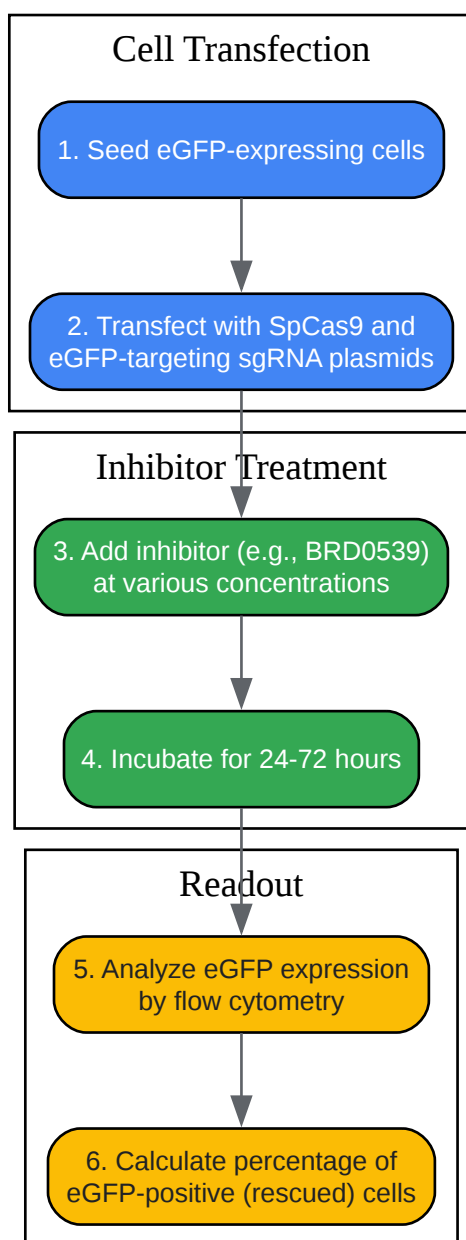 Cell Transfection
1. Seed eGFP-expressing cells
2. Transfect with SpCas9 and
eGFP-targeting sgRNA plasmids
Inhibitor Treatment
3. Add inhibitor (e.g., BRD0539)
at various concentrations
4. Incubate for 24-72 hours
Readout
5. Analyze eGFP expression
by flow cytometry
6. Calculate percentage of
eGFP-positive (rescued) cells